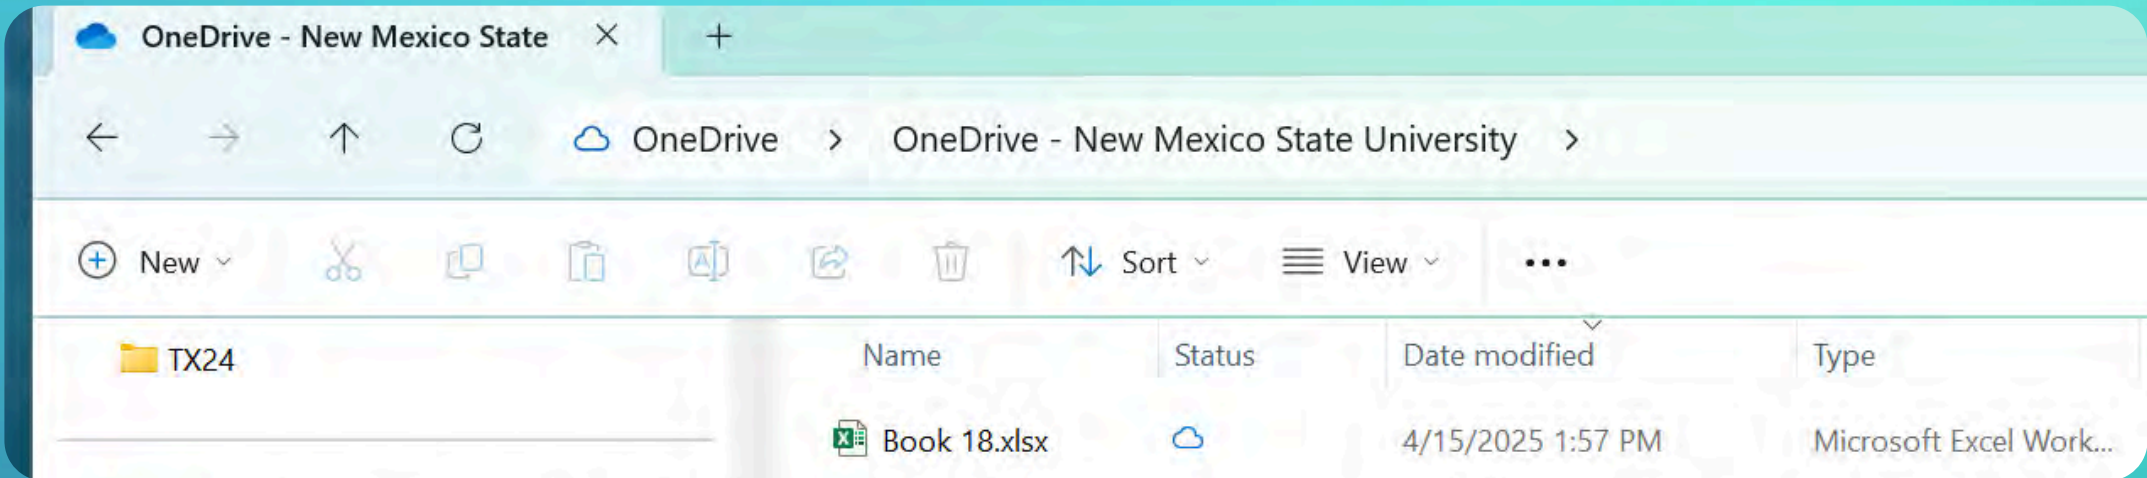 OneDrive - New Mexico State
OneDrive > OneDrive - New Mexico State University >
New Sort View
TX24
Name Status Date modified Type
Book 18.xlsx 4/15/2025 1:57 PM Microsoft Excel Work...